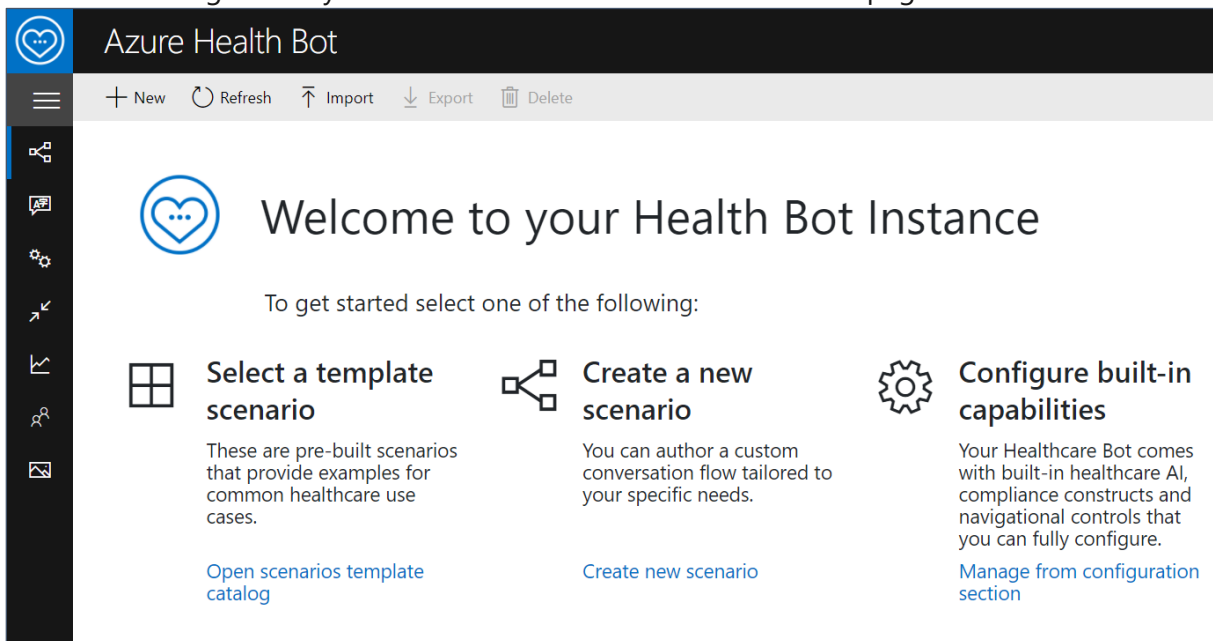 Azure Health Bot
New Refresh Import Export Delete
Welcome to your Health Bot Instance
To get started select one of the following:
Select a template
scenario
These are pre-built scenarios
that provide examples for
common healthcare use
cases.
Open scenarios template
catalog
Create a new
scenario
You can author a custom
conversation flow tailored to
your specific needs.
Create new scenario
Configure built-in
capabilities
Your Healthcare Bot comes
with built-in healthcare AI,
compliance constructs and
navigational controls that
you can fully configure.
Manage from configuration
section